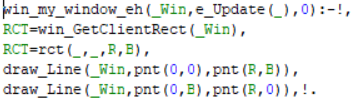 win_my_window_eh(_Win,e_Update(_),0):-!,
RCT=win_GetClientRect(_Win),
RCT=rct(_,_,R,B),
draw_Line(_Win,pnt(0,0),pnt(R,B)),
draw_Line(_Win,pnt(0,B),pnt(R,0)),!.